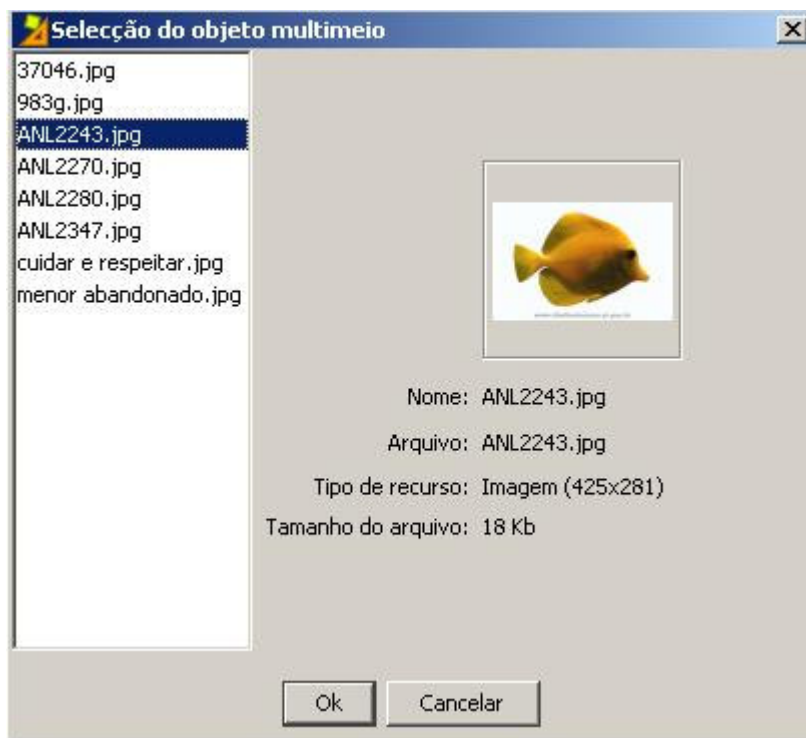 Selecção do objeto multimeio
37046.jpg
983g.jpg
ANL2243.jpg
ANL2270.jpg
ANL2280.jpg
ANL2347.jpg
cuidar e respeitar.jpg
menor abandonado.jpg
Nome: ANL2243.jpg
Arquivo: ANL2243.jpg
Tipo de recurso: Imagem (425x281)
Tamanho do arquivo: 18 Kb
Ok
Cancelar